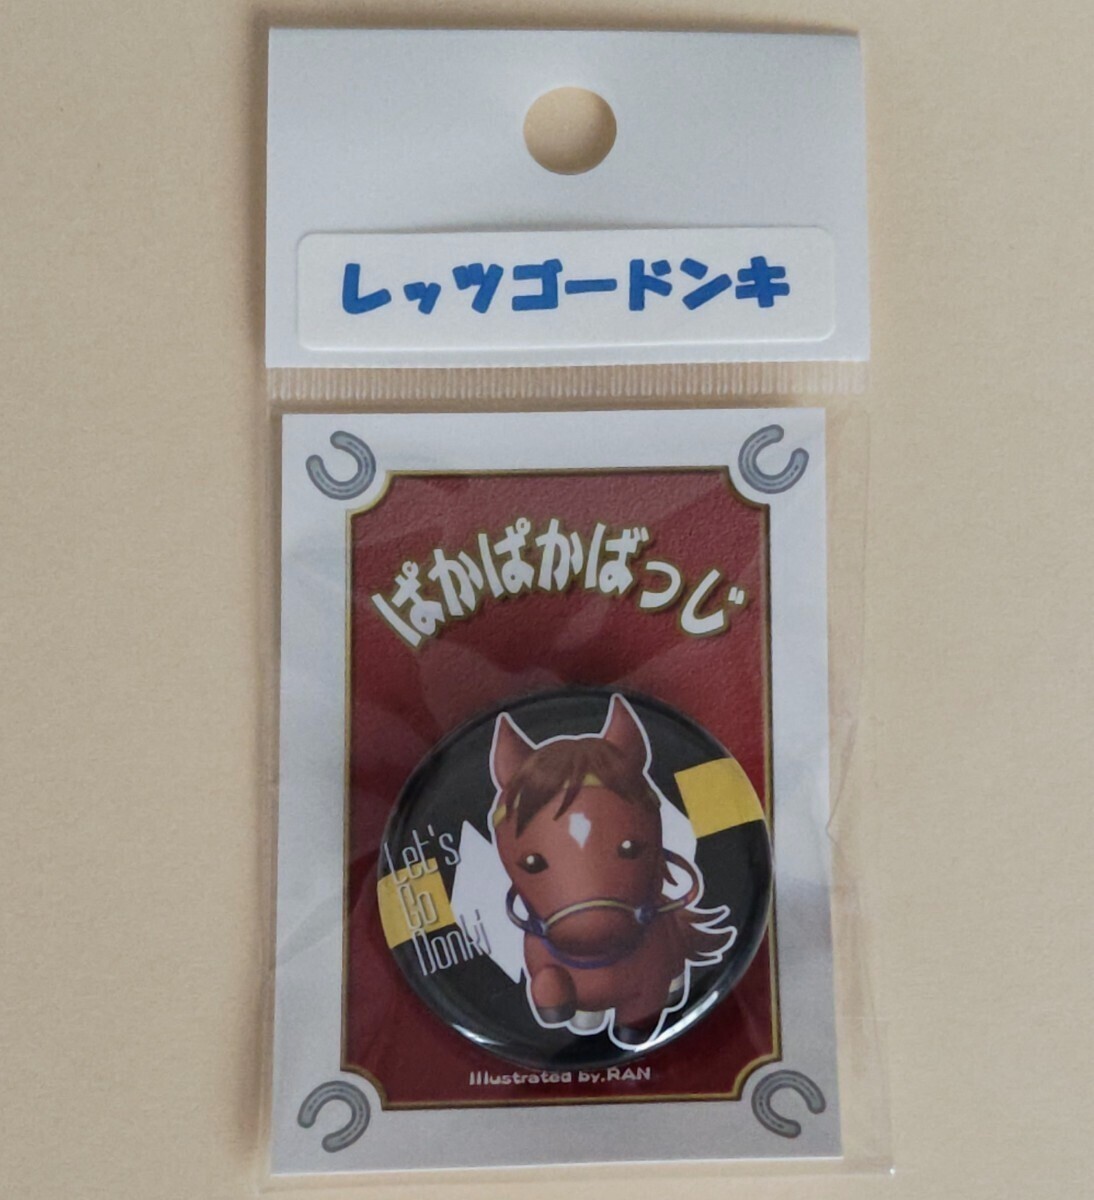 レッツゴードンキ
ぱかぱかばっじ
Let's
Go
Donki
Illustrated by.RAN